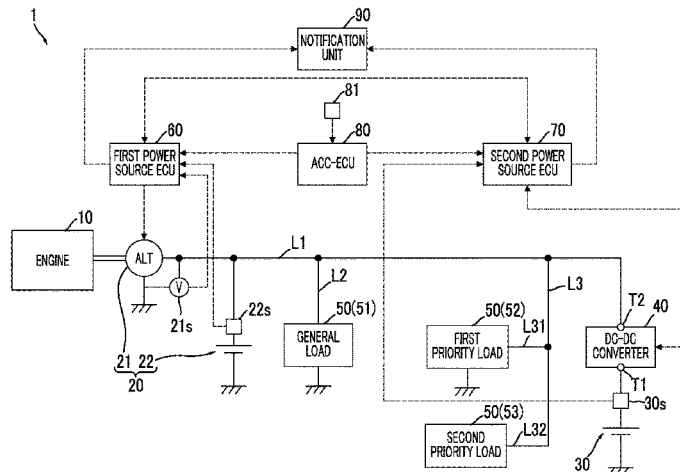 1
90
NOTIFICATION
UNIT
81
60
80
70
FIRST POWER
SOURCE ECU
ACC-ECU
SECOND POWER
SOURCE ECU
10
ENGINE
ALT
L1
L2
L3
V
21s
22s
T2
40
50(51)
50(52)
L31
GENERAL
LOAD
FIRST
PRIORITY LOAD
DC-DC
CONVERTER
21 22
20
T1
30s
50(53)
L32
SECOND
PRIORITY LOAD
30